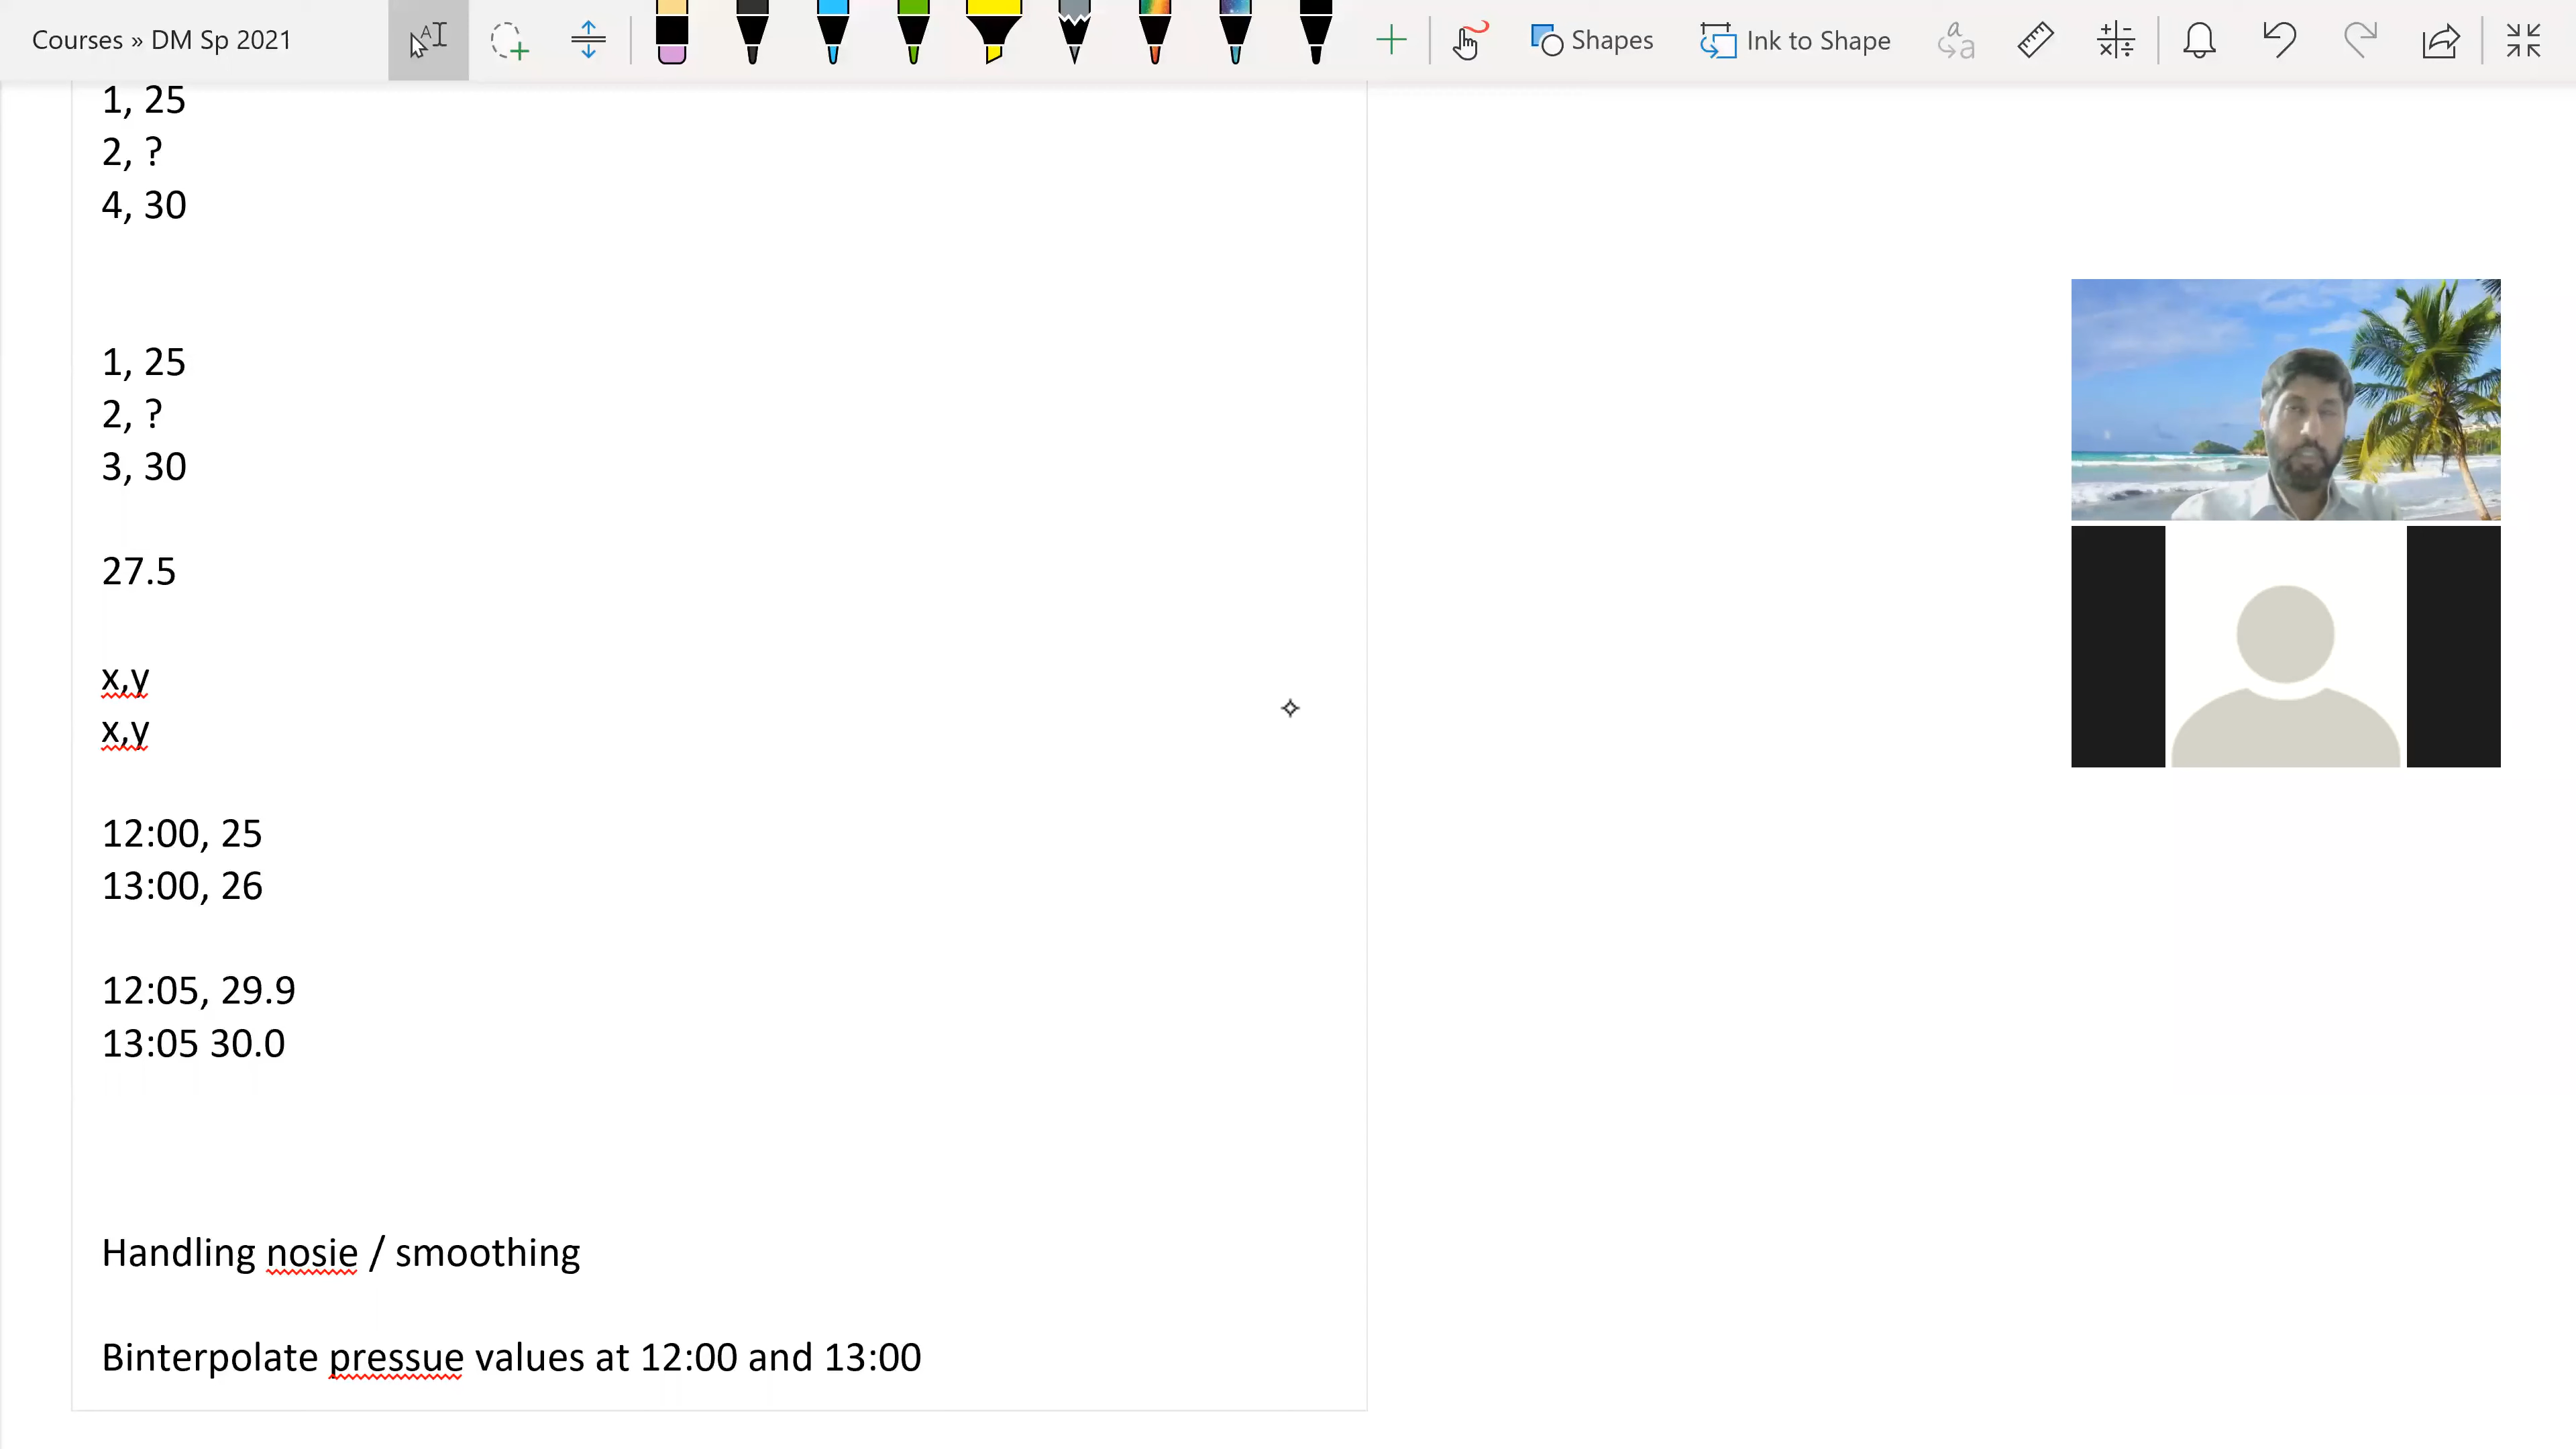 Courses » DM Sp 2021
Shapes
Ink to Shape
1, 25
2, ?
4, 30
1, 25
2, ?
3, 30
27.5
x,y
x,y
12:00, 25
13:00, 26
12:05, 29.9
13:05 30.0
Handling nosie / smoothing
Binterpolate pressue values at 12:00 and 13:00